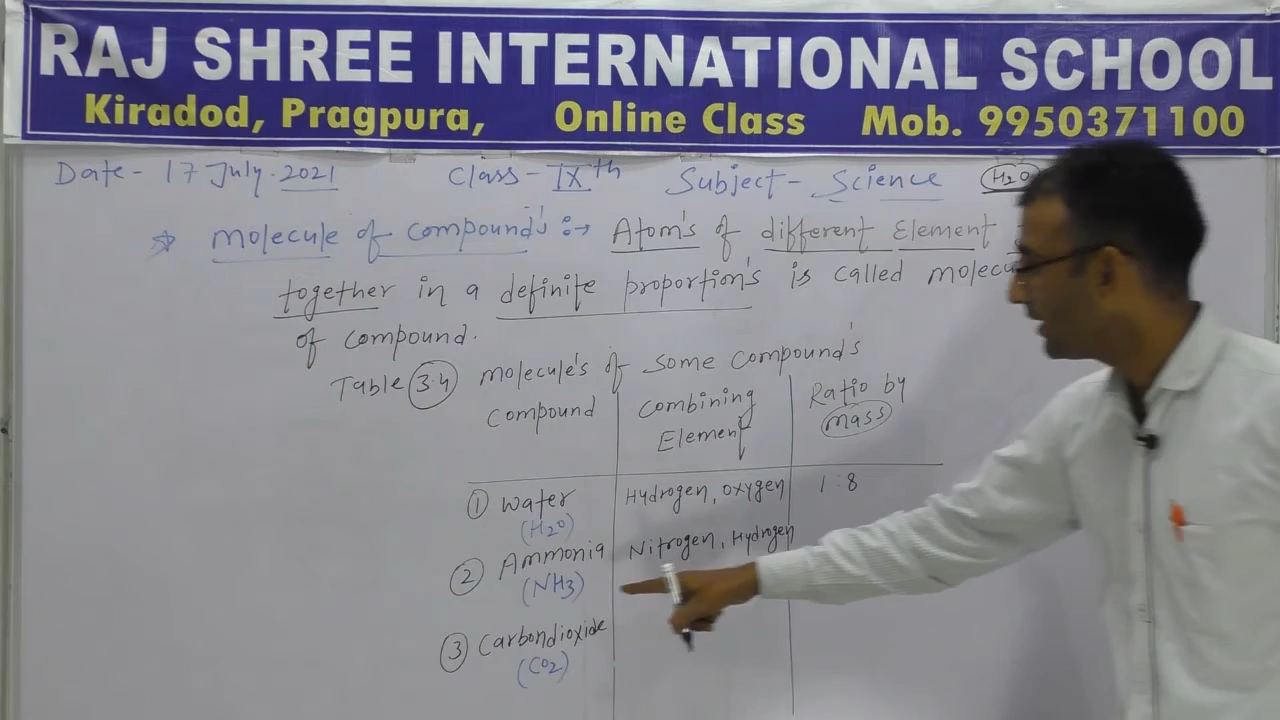 RAJ SHREE INTERNATIONAL SCHOOL
Kiradod, Pragpura, Online Class Mob. 9950371100
Date - 17 July. 2021 Class - IXth Subject - Science H2O
☆ Molecule of compound's :→ Atom's of different Element
together in a definite proportion's is called molecu
of compound.
Table 3.4 Molecule's of some compound's
Compound Combining Element Ratio by mass
① Water (H2O) Hydrogen, Oxygen 1:8
② Ammonia (NH3) Nitrogen, Hydrogen
③ Carbondioxide (CO2)